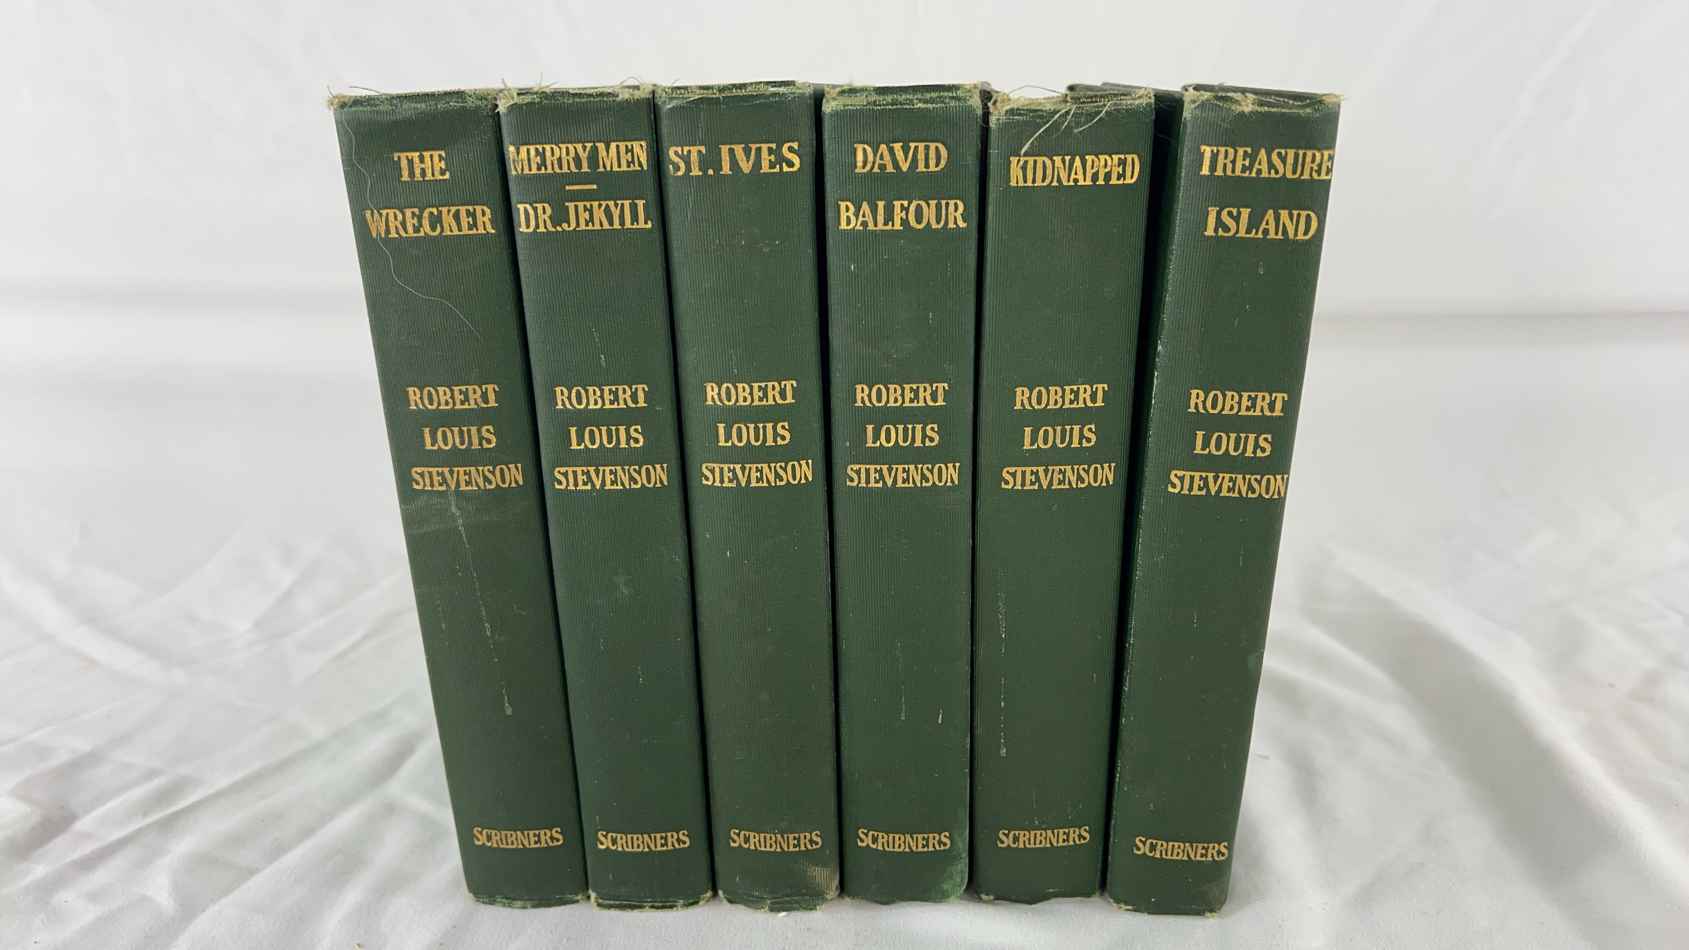 THE
WRECKER
ROBERT
LOUIS
STEVENSON
SCRIBNERS
MERRY MEN
DR. JEKYLL
ROBERT
LOUIS
STEVENSON
SCRIBNERS
ST. IVES
ROBERT
LOUIS
STEVENSON
SCRIBNERS
DAVID
BALFOUR
ROBERT
LOUIS
STEVENSON
SCRIBNERS
KIDNAPPED
ROBERT
LOUIS
STEVENSON
SCRIBNERS
TREASURE
ISLAND
ROBERT
LOUIS
STEVENSON
SCRIBNERS